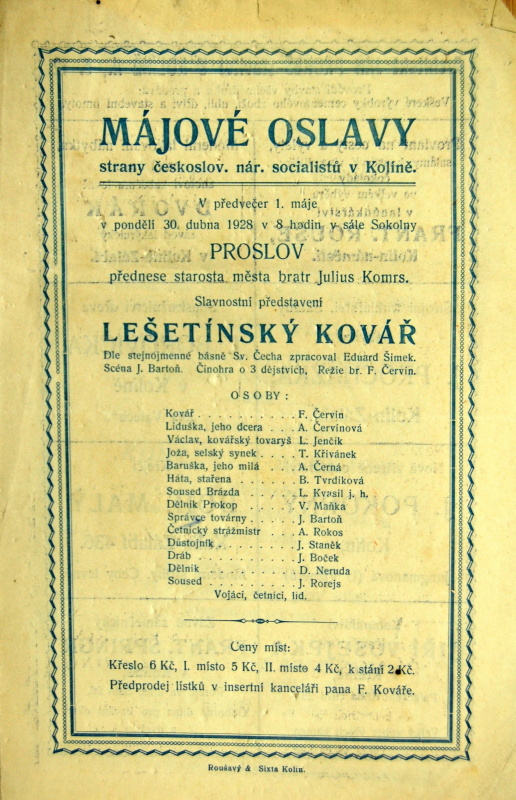 MÁJOVÉ OSLAVY
strany českoslov. nár. socialistů v Kolíně.
V předvečer 1. máje
v pondělí 30. dubna 1928 v 8 hodin v sále Sokolny
PROSLOV
přednese starosta města bratr Julius Komrs.
Slavnostní představení
LEŠETÍNSKÝ KOVÁŘ
Dle stejnojmenné básně Sv. Čecha zpracoval Eduard Šimek.
Scéna J. Bartoň. Činohra o 3 dějstvích, Režie br. F. Červín.
OSOBY:
Kovář . . . . . . . . . . F. Červín
Liduška, jeho dcera . . . . A. Červínová
Václav, kovářský tovaryš L. Jenčík
Joža, selský synek . . . . T. Křivánek
Baruška, jeho milá . . . . A. Černá
Háta, stařena . . . . . . . B. Tvrdíková
Soused Brázda . . . . . L. Kvasil j. h.
Dělník Prokop . . . . . V. Maňka
Správce továrny . . . . . J. Bartoň
Četnický strážmistr . . . A. Rokos
Důstojník . . . . . . . . J. Staněk
Dráb . . . . . . . . . . J. Boček
Dělník . . . . . . . . . D. Neruda
Soused . . . . . . . . . J. Rorejs
Vojáci, četníci, lid.
Ceny míst:
Křeslo 6 Kč, I. místo 5 Kč, II. místo 4 Kč, k stání 2 Kč.
Předprodej lístků v insertní kanceláři pana F. Kováře.
Roušavý & Sixta Kolín.